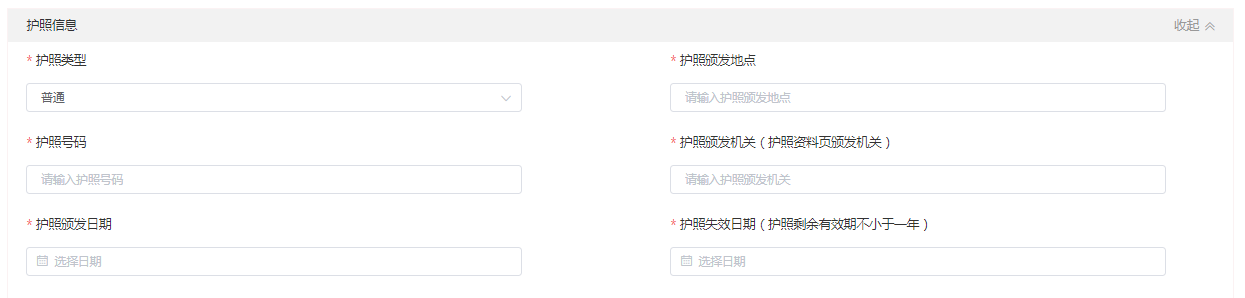 护照信息
收起
* 护照类型
* 护照颁发地点
普通
请输入护照颁发地点
* 护照号码
* 护照颁发机关（护照资料页颁发机关）
请输入护照号码
请输入护照颁发机关
* 护照颁发日期
* 护照失效日期（护照剩余有效期不小于一年）
选择日期
选择日期